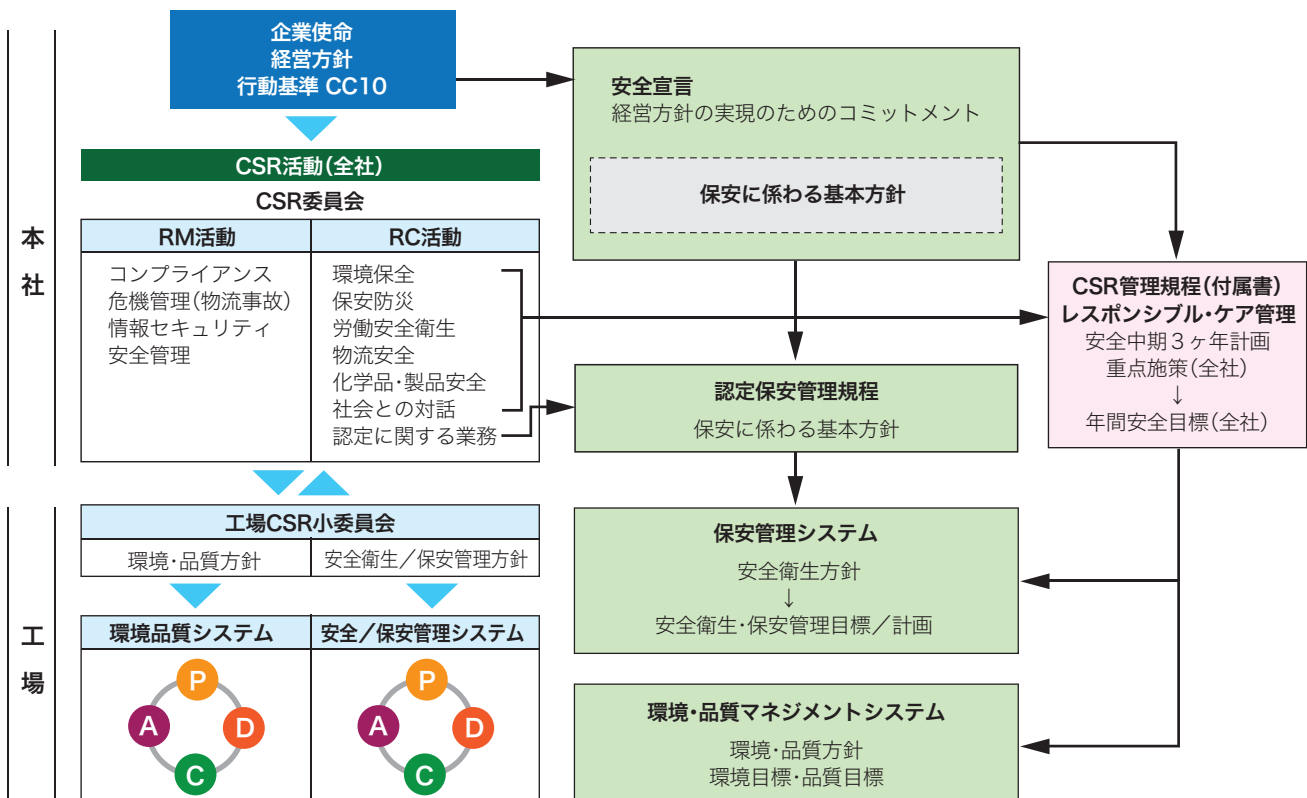 本社
工場
企業使命
経営方針
行動基準 CC10
CSR活動(全社)
CSR委員会
RM活動
コンプライアンス
危機管理(物流事故)
情報セキュリティ
安全管理
RC活動
環境保全
保安防災
労働安全衛生
物流安全
化学品・製品安全
社会との対話
認定に関する業務
工場CSR小委員会
環境・品質方針
安全衛生／保安管理方針
環境品質システム
P
D
C
A
安全／保安管理システム
P
D
C
A
安全宣言
経営方針の実現のためのコミットメント
保安に係わる基本方針
認定保安管理規程
保安に係わる基本方針
保安管理システム
安全衛生方針
↓
安全衛生・保安管理目標／計画
環境・品質マネジメントシステム
環境・品質方針
環境目標・品質目標
CSR管理規程(付属書)
レスポンシブル・ケア管理
安全中期３ヶ年計画
重点施策(全社)
↓
年間安全目標(全社)